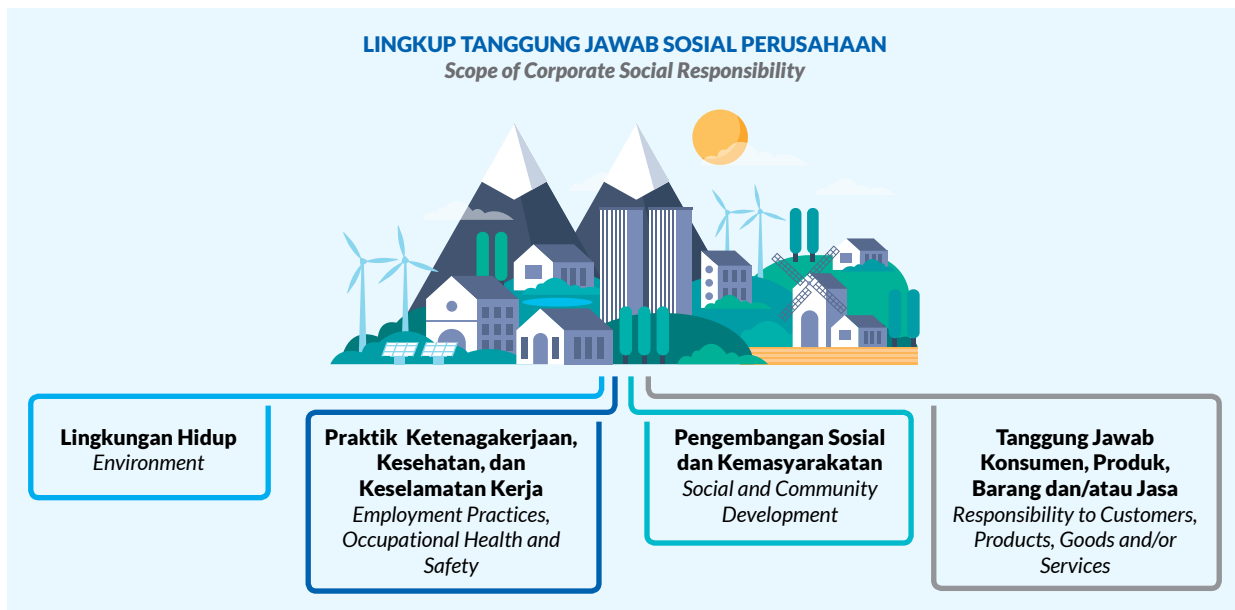 LINGKUP TANGGUNG JAWAB SOSIAL PERUSAHAAN
Scope of Corporate Social Responsibility
Lingkungan Hidup
Environment
Praktik Ketenagakerjaan,
Kesehatan, dan
Keselamatan Kerja
Employment Practices,
Occupational Health and
Safety
Pengembangan Sosial
dan Kemasyarakatan
Social and Community
Development
Tanggung Jawab
Konsumen, Produk,
Barang dan/atau Jasa
Responsibility to Customers,
Products, Goods and/or
Services